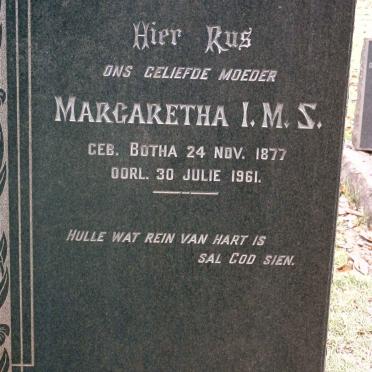 Hier Rus
ONS GELIEFDE MOEDER
MARGARETHA I.M.S.
GEB. BOTHA 24 NOV. 1877
OORL. 30 JULIE 1961.
HULLE WAT REIN VAN HART IS
SAL GOD SIEN.